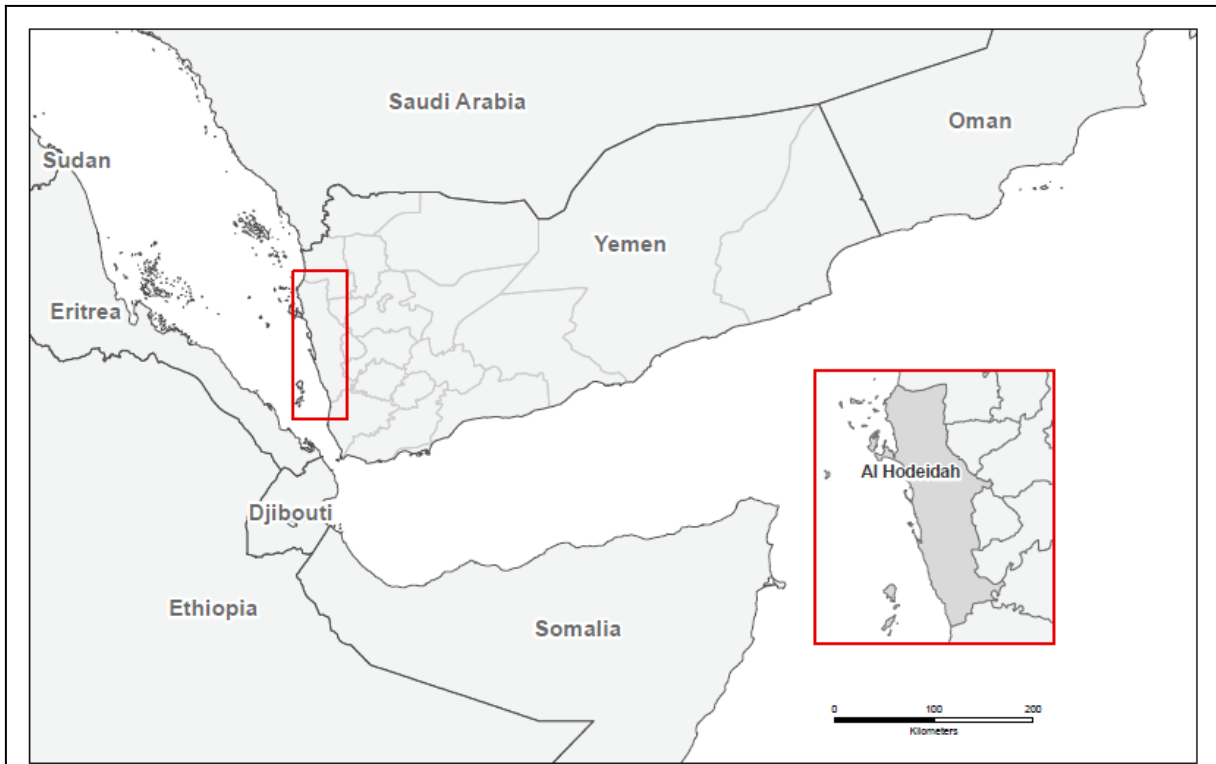 Saudi Arabia
Oman
Sudan
Yemen
Eritrea
Al Hodeidah
Djibouti
Ethiopia
Somalia
0 100 200
Kilometers